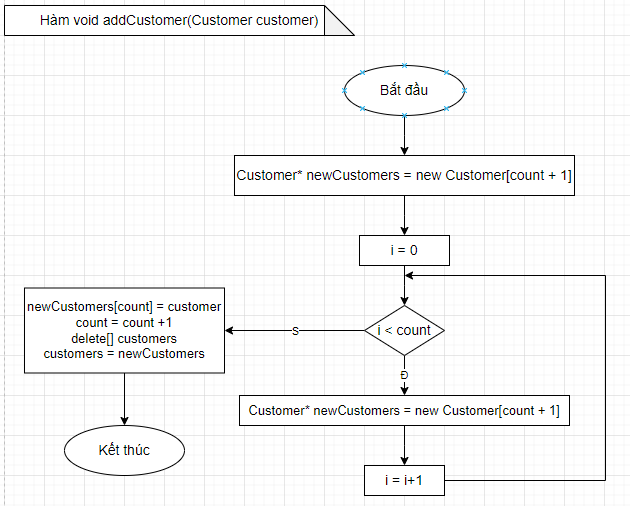 Hàm void addCustomer(Customer customer)
Bắt đầu
Customer* newCustomers = new Customer[count + 1]
i = 0
i < count
S
newCustomers[count] = customer
count = count +1
delete[] customers
customers = newCustomers
Kết thúc
Đ
Customer* newCustomers = new Customer[count + 1]
i = i+1